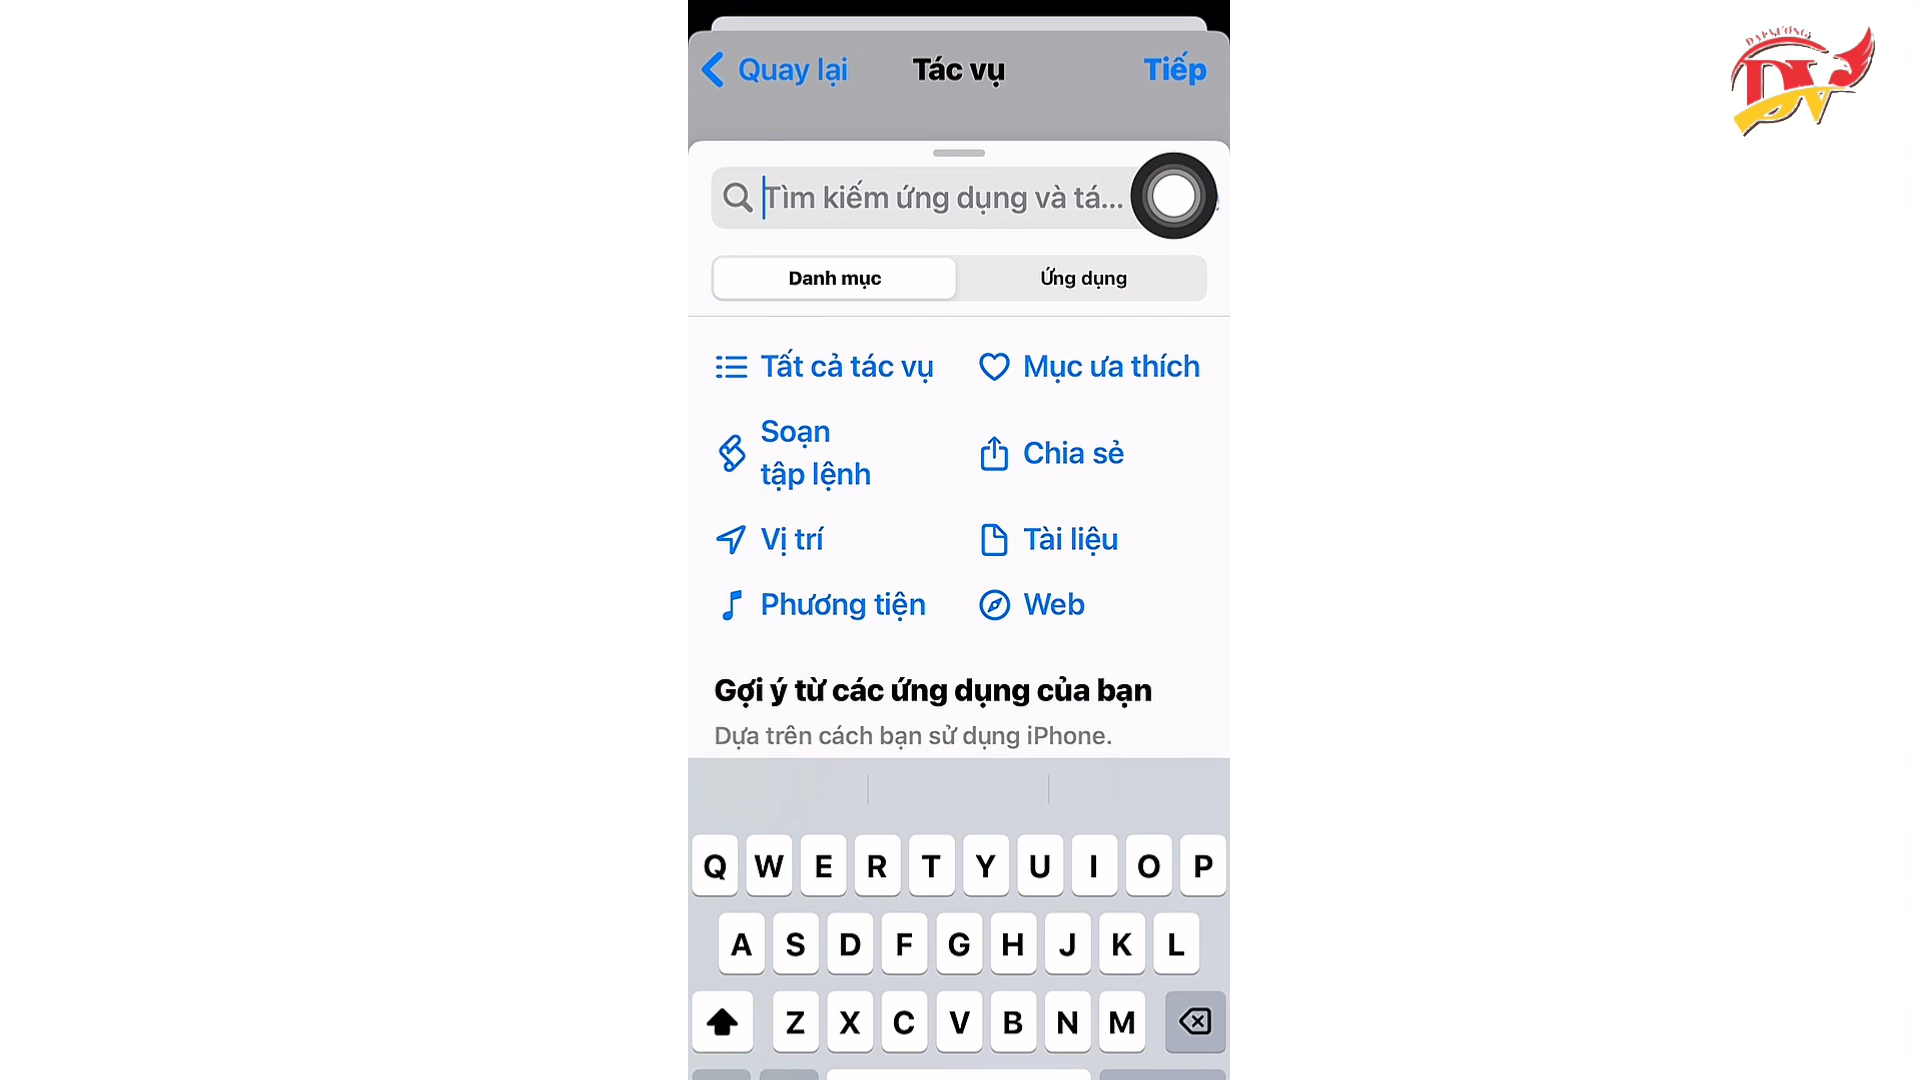 Quay lại
Tác vụ
Tiếp
DV
Tìm kiếm ứng dụng và tá...
Danh mục
Ứng dụng
Tất cả tác vụ
Mục ưa thích
Soạn
tập lệnh
Chia sẻ
Vị trí
Tài liệu
Phương tiện
Web
Gợi ý từ các ứng dụng của bạn
Dựa trên cách bạn sử dụng iPhone.
Q W E R T Y U I O P
A S D F G H J K L
Z X C V B N M